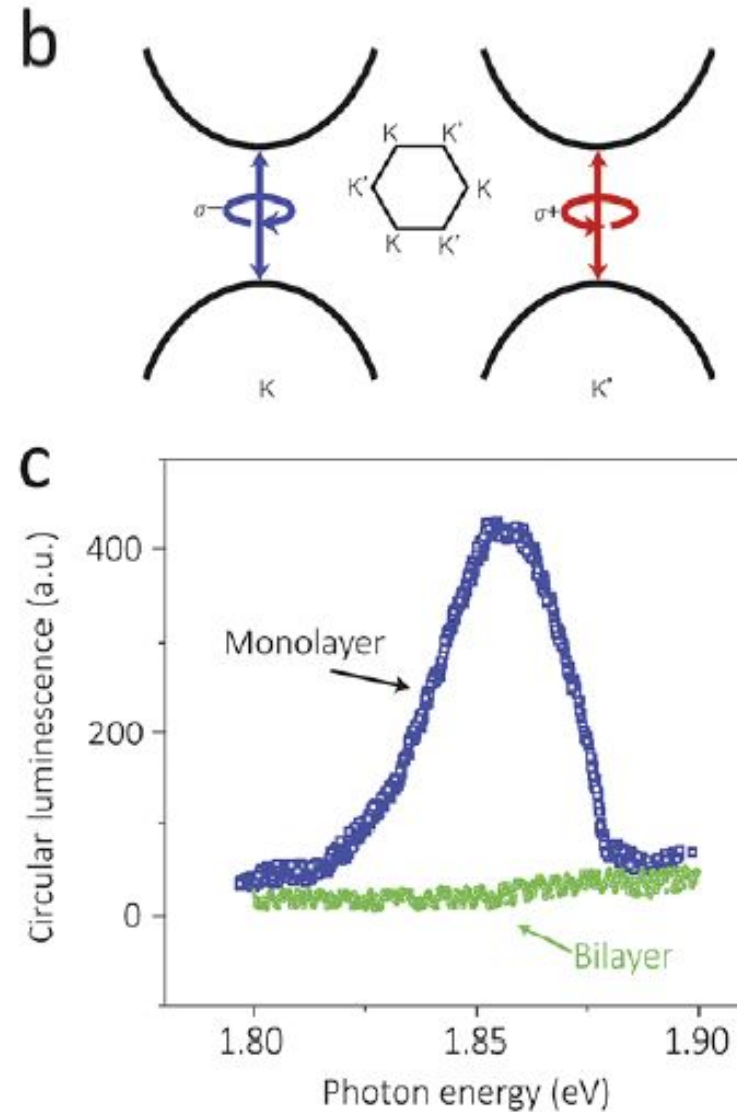 b
K K'
K' K
K K'
σ−
σ+
K
K'
c
Circular luminescence (a.u.)
400
200
0
Monolayer
Bilayer
1.80 1.85 1.90
Photon energy (eV)